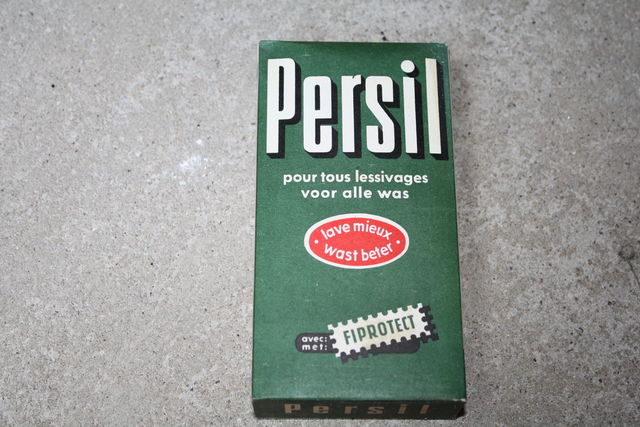 Persil
pour tous lessivages
voor alle was
lave mieux
wast beter
avec:
met:
FIPROTECT
Persil